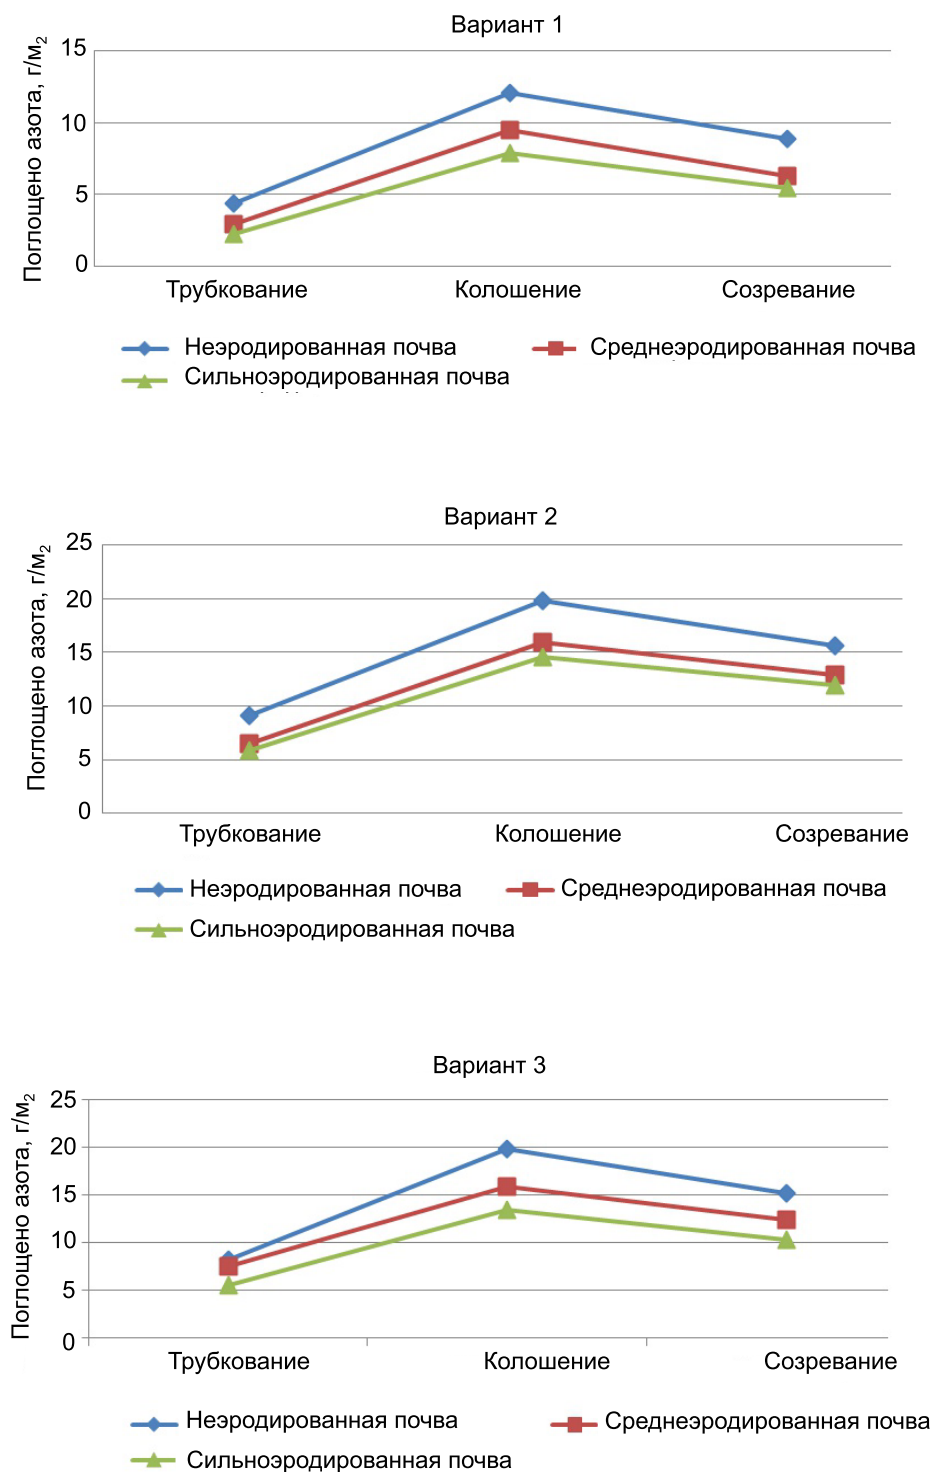 Вариант 1
Поглощено азота, г/м₂
15
10
5
0
Трубкование Колошение Созревание
Неэродированная почва Среднеэродированная почва
Сильноэродированная почва
Вариант 2
Поглощено азота, г/м₂
25
20
15
10
5
0
Трубкование Колошение Созревание
Неэродированная почва Среднеэродированная почва
Сильноэродированная почва
Вариант 3
Поглощено азота, г/м₂
25
20
15
10
5
0
Трубкование Колошение Созревание
Неэродированная почва Среднеэродированная почва
Сильноэродированная почва